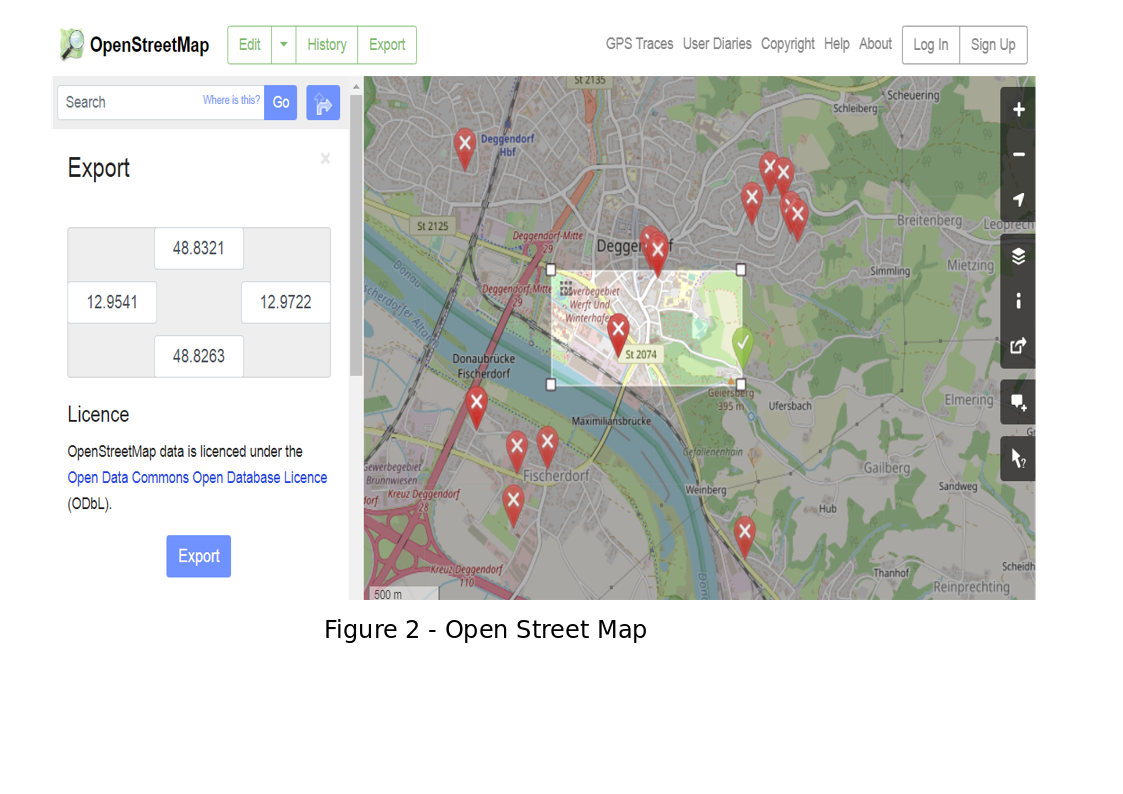 OpenStreetMap
Edit
History
Export
GPS Traces
User Diaries
Copyright
Help
About
Log In
Sign Up
Search
Where is this?
Go
Export
48.8321
12.9541
12.9722
48.8263
Licence
OpenStreetMap data is licenced under the
Open Data Commons Open Database Licence
(ODbL).
Export
St 2135
Scheuering
Schleiberg
Deggendorf
Hbf
St 2125
Deggendorf-Mitte
29
Breitenberg
Simmling
Mietzing
Donau
Deggendorf-Mitte
29
Werft Und
Winterhafen
St 2074
Donaubrücke
Fischerdorf
Geiersberg
395 m
Ufersbach
Elmering
Maximiliansbrücke
Gefallenenhain
Gewerbegebiet
Brunnwiesen
Fischerdorf
Gailberg
Kreuz Deggendorf
28
Weinberg
Sandweg
Hub
Kreuz Deggendorf
110
Thanhof
Reinprechting
500 m
Figure 2 - Open Street Map